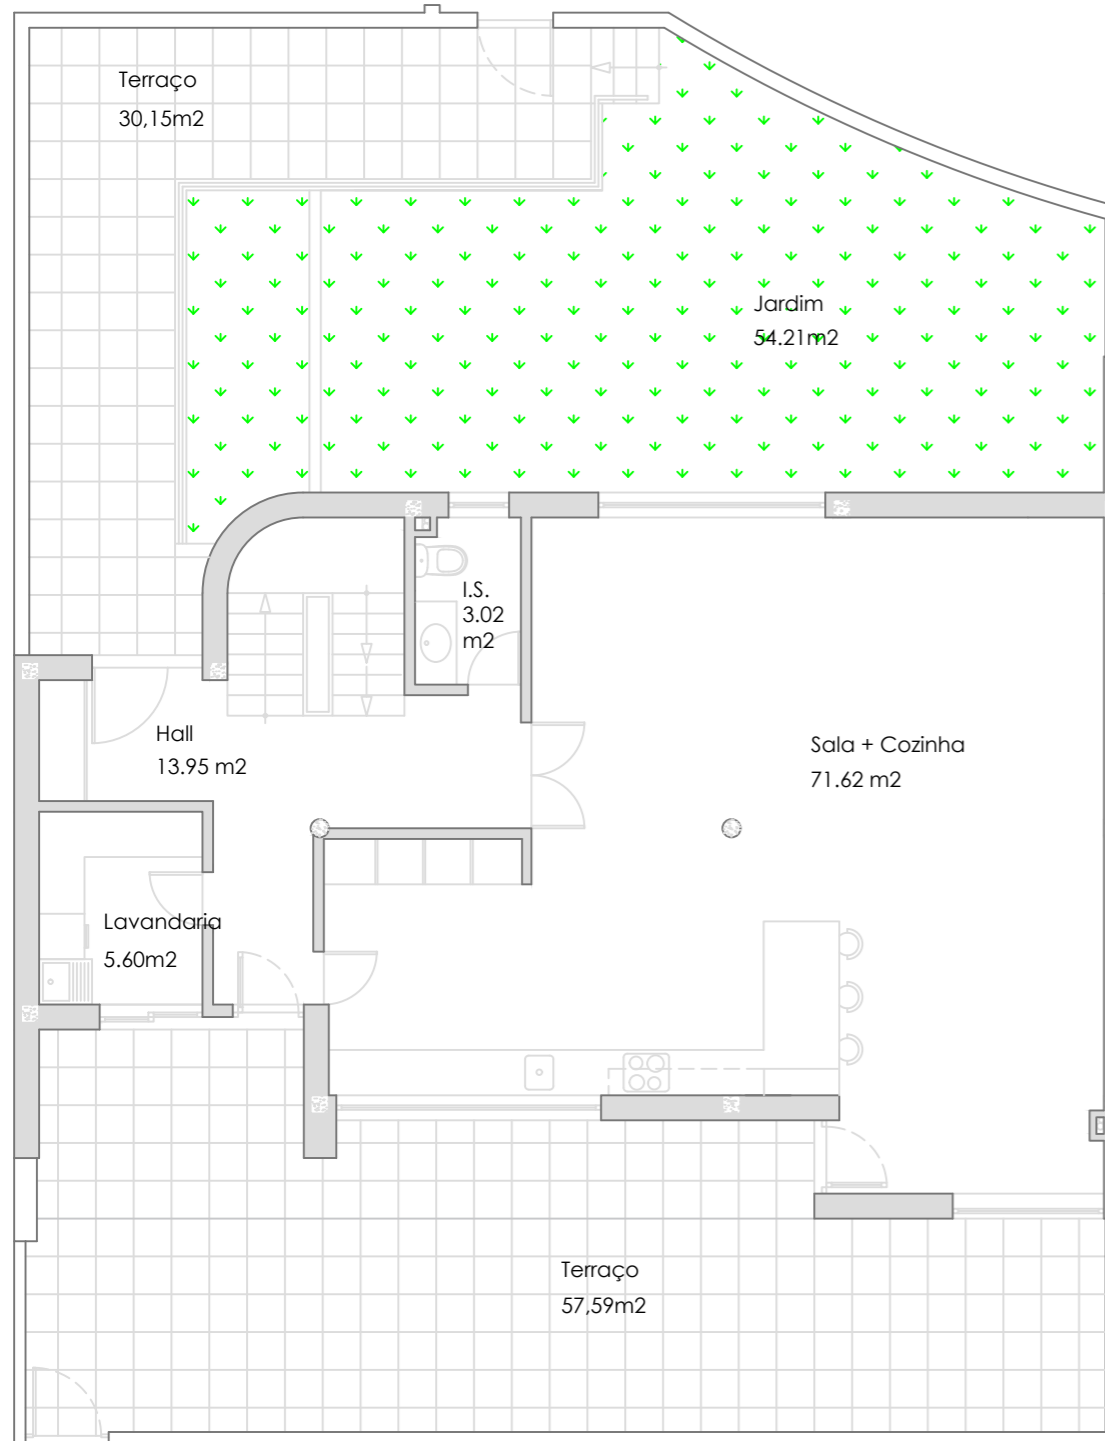 Terraço
30,15m2
Jardim
54.21m2
I.S.
3.02
m2
Hall
13.95 m2
Sala + Cozinha
71.62 m2
Lavandaria
5.60m2
Terraço
57,59m2